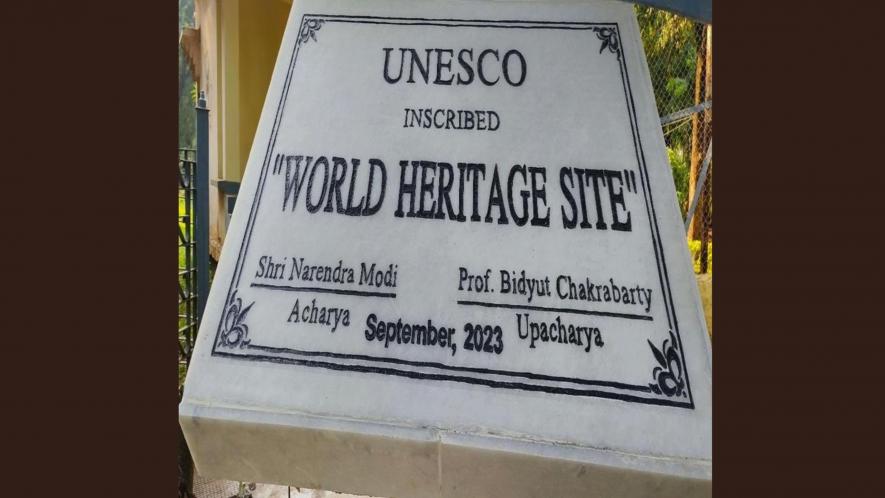 UNESCO
INSCRIBED
"WORLD HERITAGE SITE"
Shri Narendra Modi Prof. Bidyut Chakrabarty
Acharya September, 2023 Upacharya